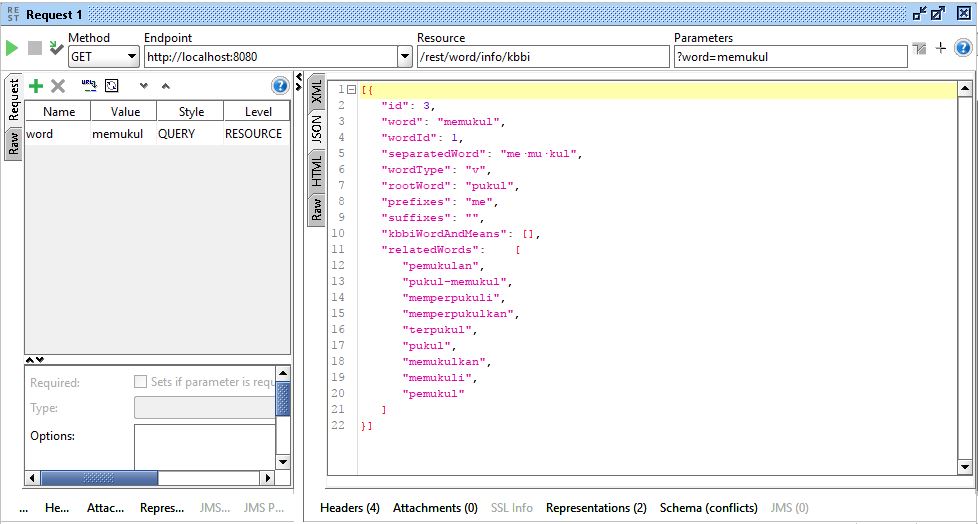 REST Request 1
Method Endpoint Resource Parameters
GET http://localhost:8080 /rest/word/info/kbbi ?word=memukul
Request
Raw
Name Value Style Level
word memukul QUERY RESOURCE
Required: Sets if parameter is requ
Type:
Options:
... He... Attac... Repres... JMS... JMS P...
XML
JSON
HTML
Raw
1 [{
2 "id": 3,
3 "word": "memukul",
4 "wordId": 1,
5 "separatedWord": "me·mu·kul",
6 "wordType": "v",
7 "rootWord": "pukul",
8 "prefixes": "me",
9 "suffixes": "",
10 "kbbiWordAndMeans": [],
11 "relatedWords": [
12 "pemukulan",
13 "pukul-memukul",
14 "memperpukuli",
15 "memperpukulkan",
16 "terpukul",
17 "pukul",
18 "memukulkan",
19 "memukuli",
20 "pemukul"
21 ]
22 }]
Headers (4) Attachments (0) SSL Info Representations (2) Schema (conflicts) JMS (0)